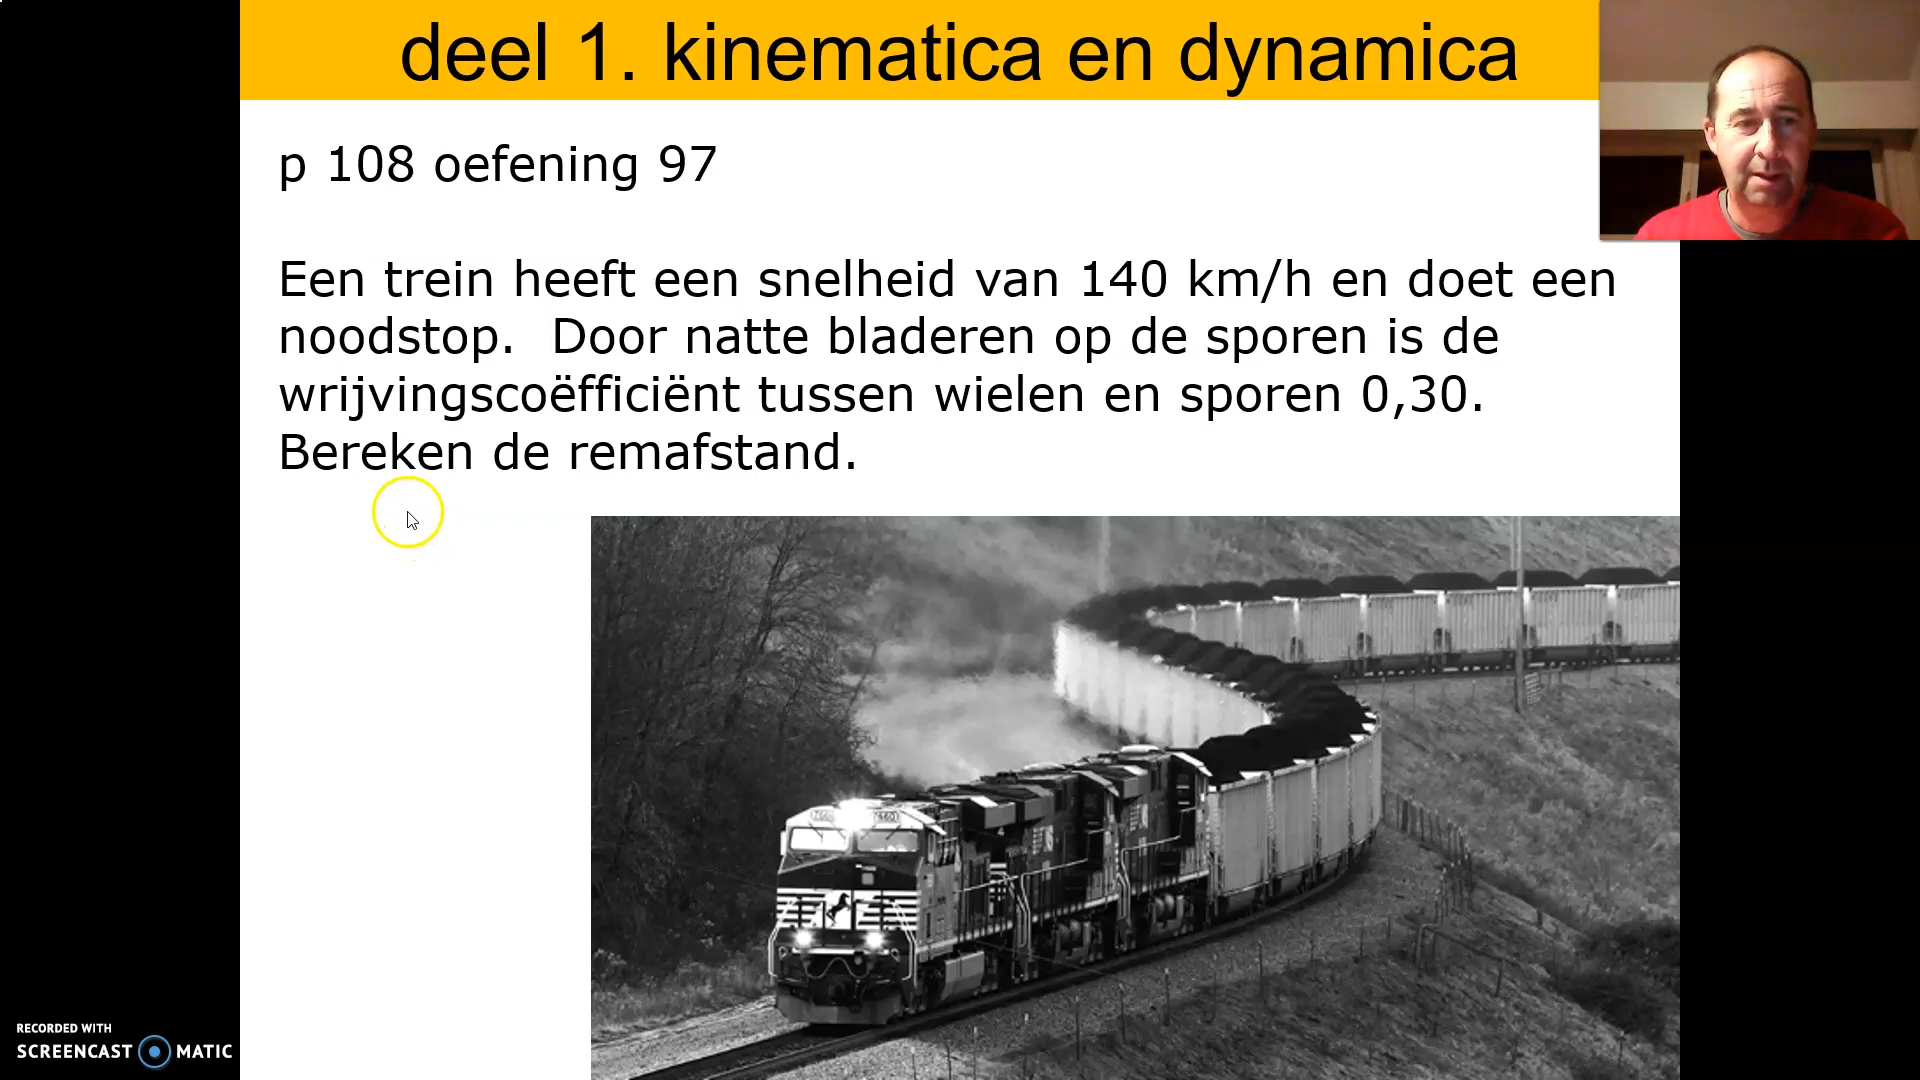 deel 1. kinematica en dynamica
p 108 oefening 97
Een trein heeft een snelheid van 140 km/h en doet een
noodstop.  Door natte bladeren op de sporen is de
wrijvingscoëfficiënt tussen wielen en sporen 0,30.
Bereken de remafstand.
RECORDED WITH
SCREENCAST MATIC